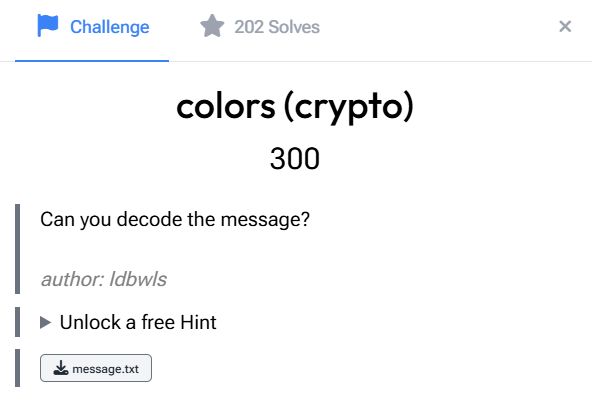 Challenge
202 Solves
×
colors (crypto)
300
Can you decode the message?
author: ldbwls
Unlock a free Hint
message.txt